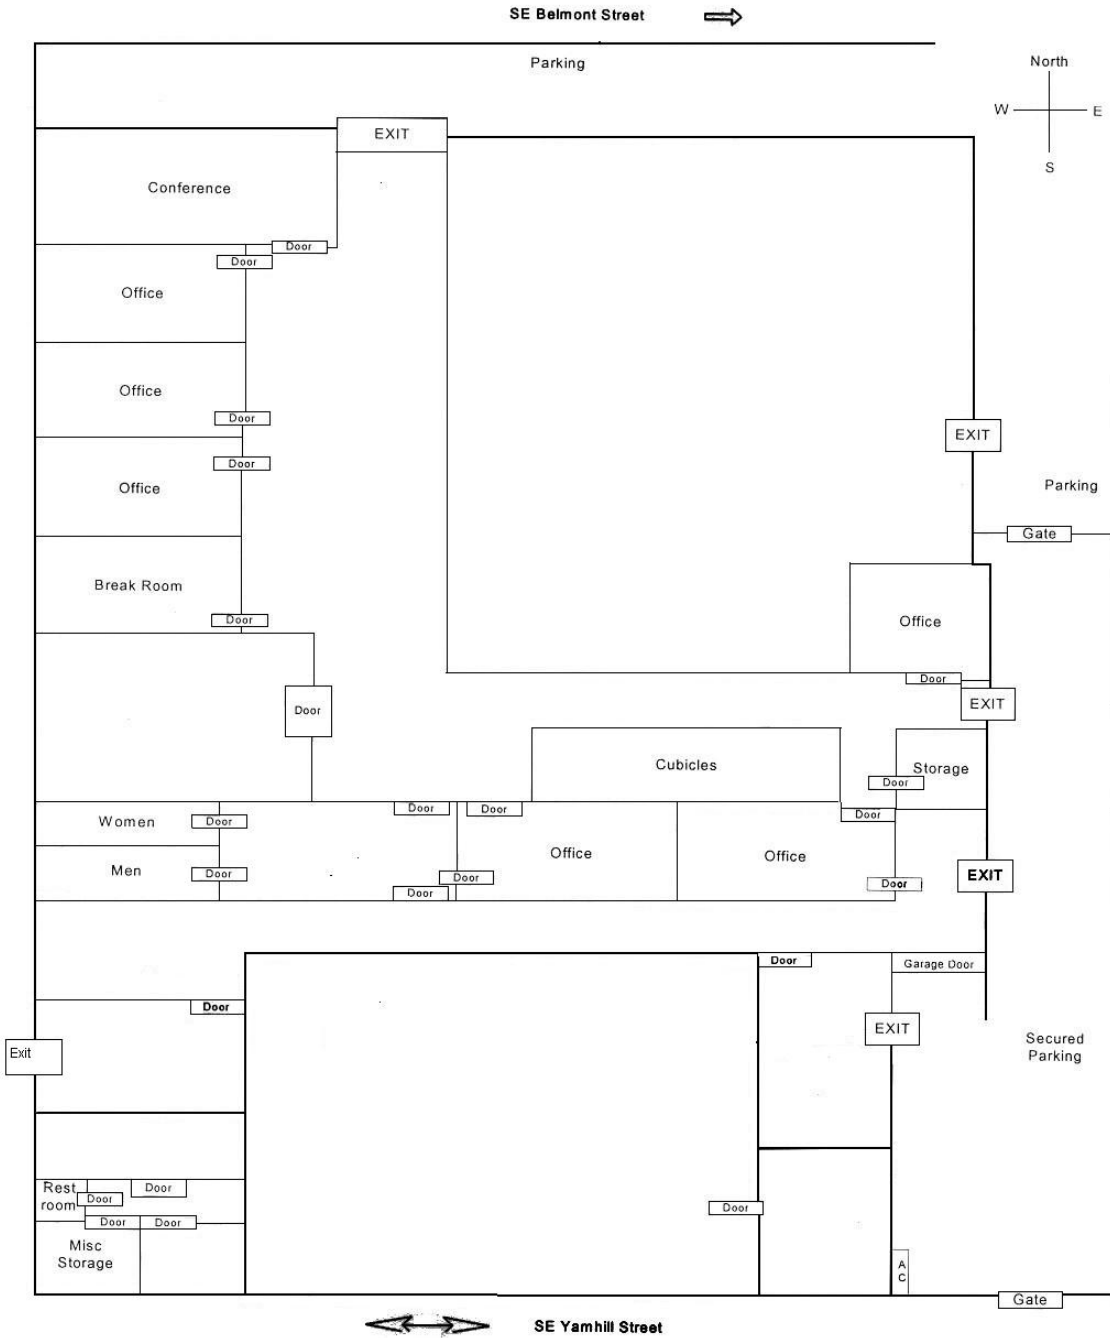 SE Belmont Street
Parking
North
W
E
S
EXIT
Conference
Door
Door
Office
Office
Door
EXIT
Door
Office
Parking
Gate
Break Room
Door
Office
Door
Door
EXIT
Cubicles
Storage
Door
Door
Door
Door
Women
Door
Office
Office
Men
Door
Door
Door
Door
EXIT
Door
Garage Door
Door
EXIT
Exit
Secured
Parking
Rest
room
Door
Door
Door
Door
Door
Misc
Storage
A
C
Gate
SE Yamhill Street